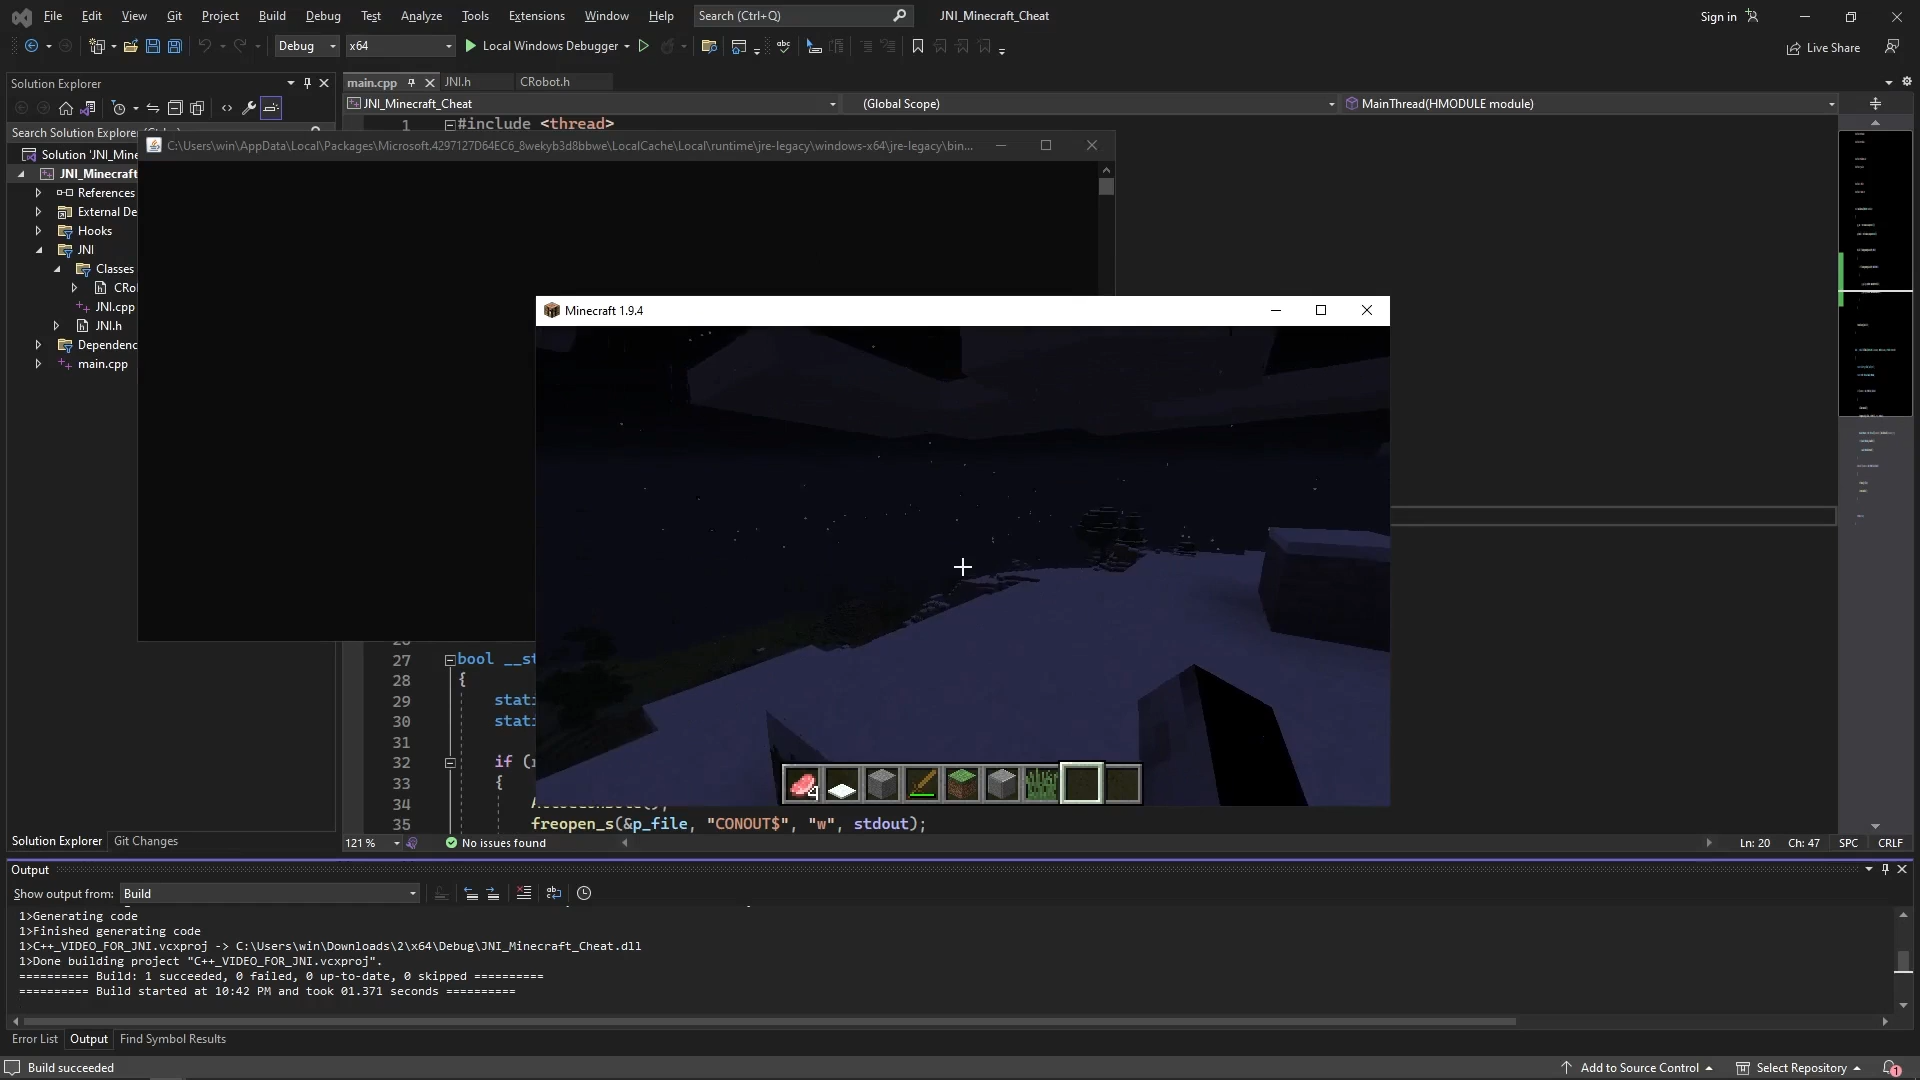 File Edit View Git Project Build Debug Test Analyze Tools Extensions Window Help Search (Ctrl+Q) JNI_Minecraft_Cheat Sign in
Debug x64 Local Windows Debugger Live Share
Solution Explorer
main.cpp JNI.h CRobot.h
JNI_Minecraft_Cheat (Global Scope) MainThread(HMODULE module)
Search Solution Explorer
1 #include <thread>
C:\Users\win\AppData\Local\Packages\Microsoft.4297127D64EC6_8wekyb3d8bbwe\LocalCache\Local\runtime\jre-legacy\windows-x64\jre-legacy\bin...
Solution 'JNI_Mine
JNI_Minecraft
References
External De
Hooks
JNI
Classes
CRo
JNI.cpp
JNI.h
Dependenc
main.cpp
Minecraft 1.9.4
4
27 bool __st
28 {
29 stati
30 stati
31
32 if (
33 {
34
35 freopen_s(&p_file, "CONOUT$", "w", stdout);
Solution Explorer Git Changes
121 % No issues found Ln: 20 Ch: 47 SPC CRLF
Output
Show output from: Build
1>Generating code
1>Finished generating code
1>C++_VIDEO_FOR_JNI.vcxproj -> C:\Users\win\Downloads\2\x64\Debug\JNI_Minecraft_Cheat.dll
1>Done building project "C++_VIDEO_FOR_JNI.vcxproj".
========== Build: 1 succeeded, 0 failed, 0 up-to-date, 0 skipped ==========
========== Build started at 10:42 PM and took 01.371 seconds ==========
Error List Output Find Symbol Results
Build succeeded Add to Source Control Select Repository 1